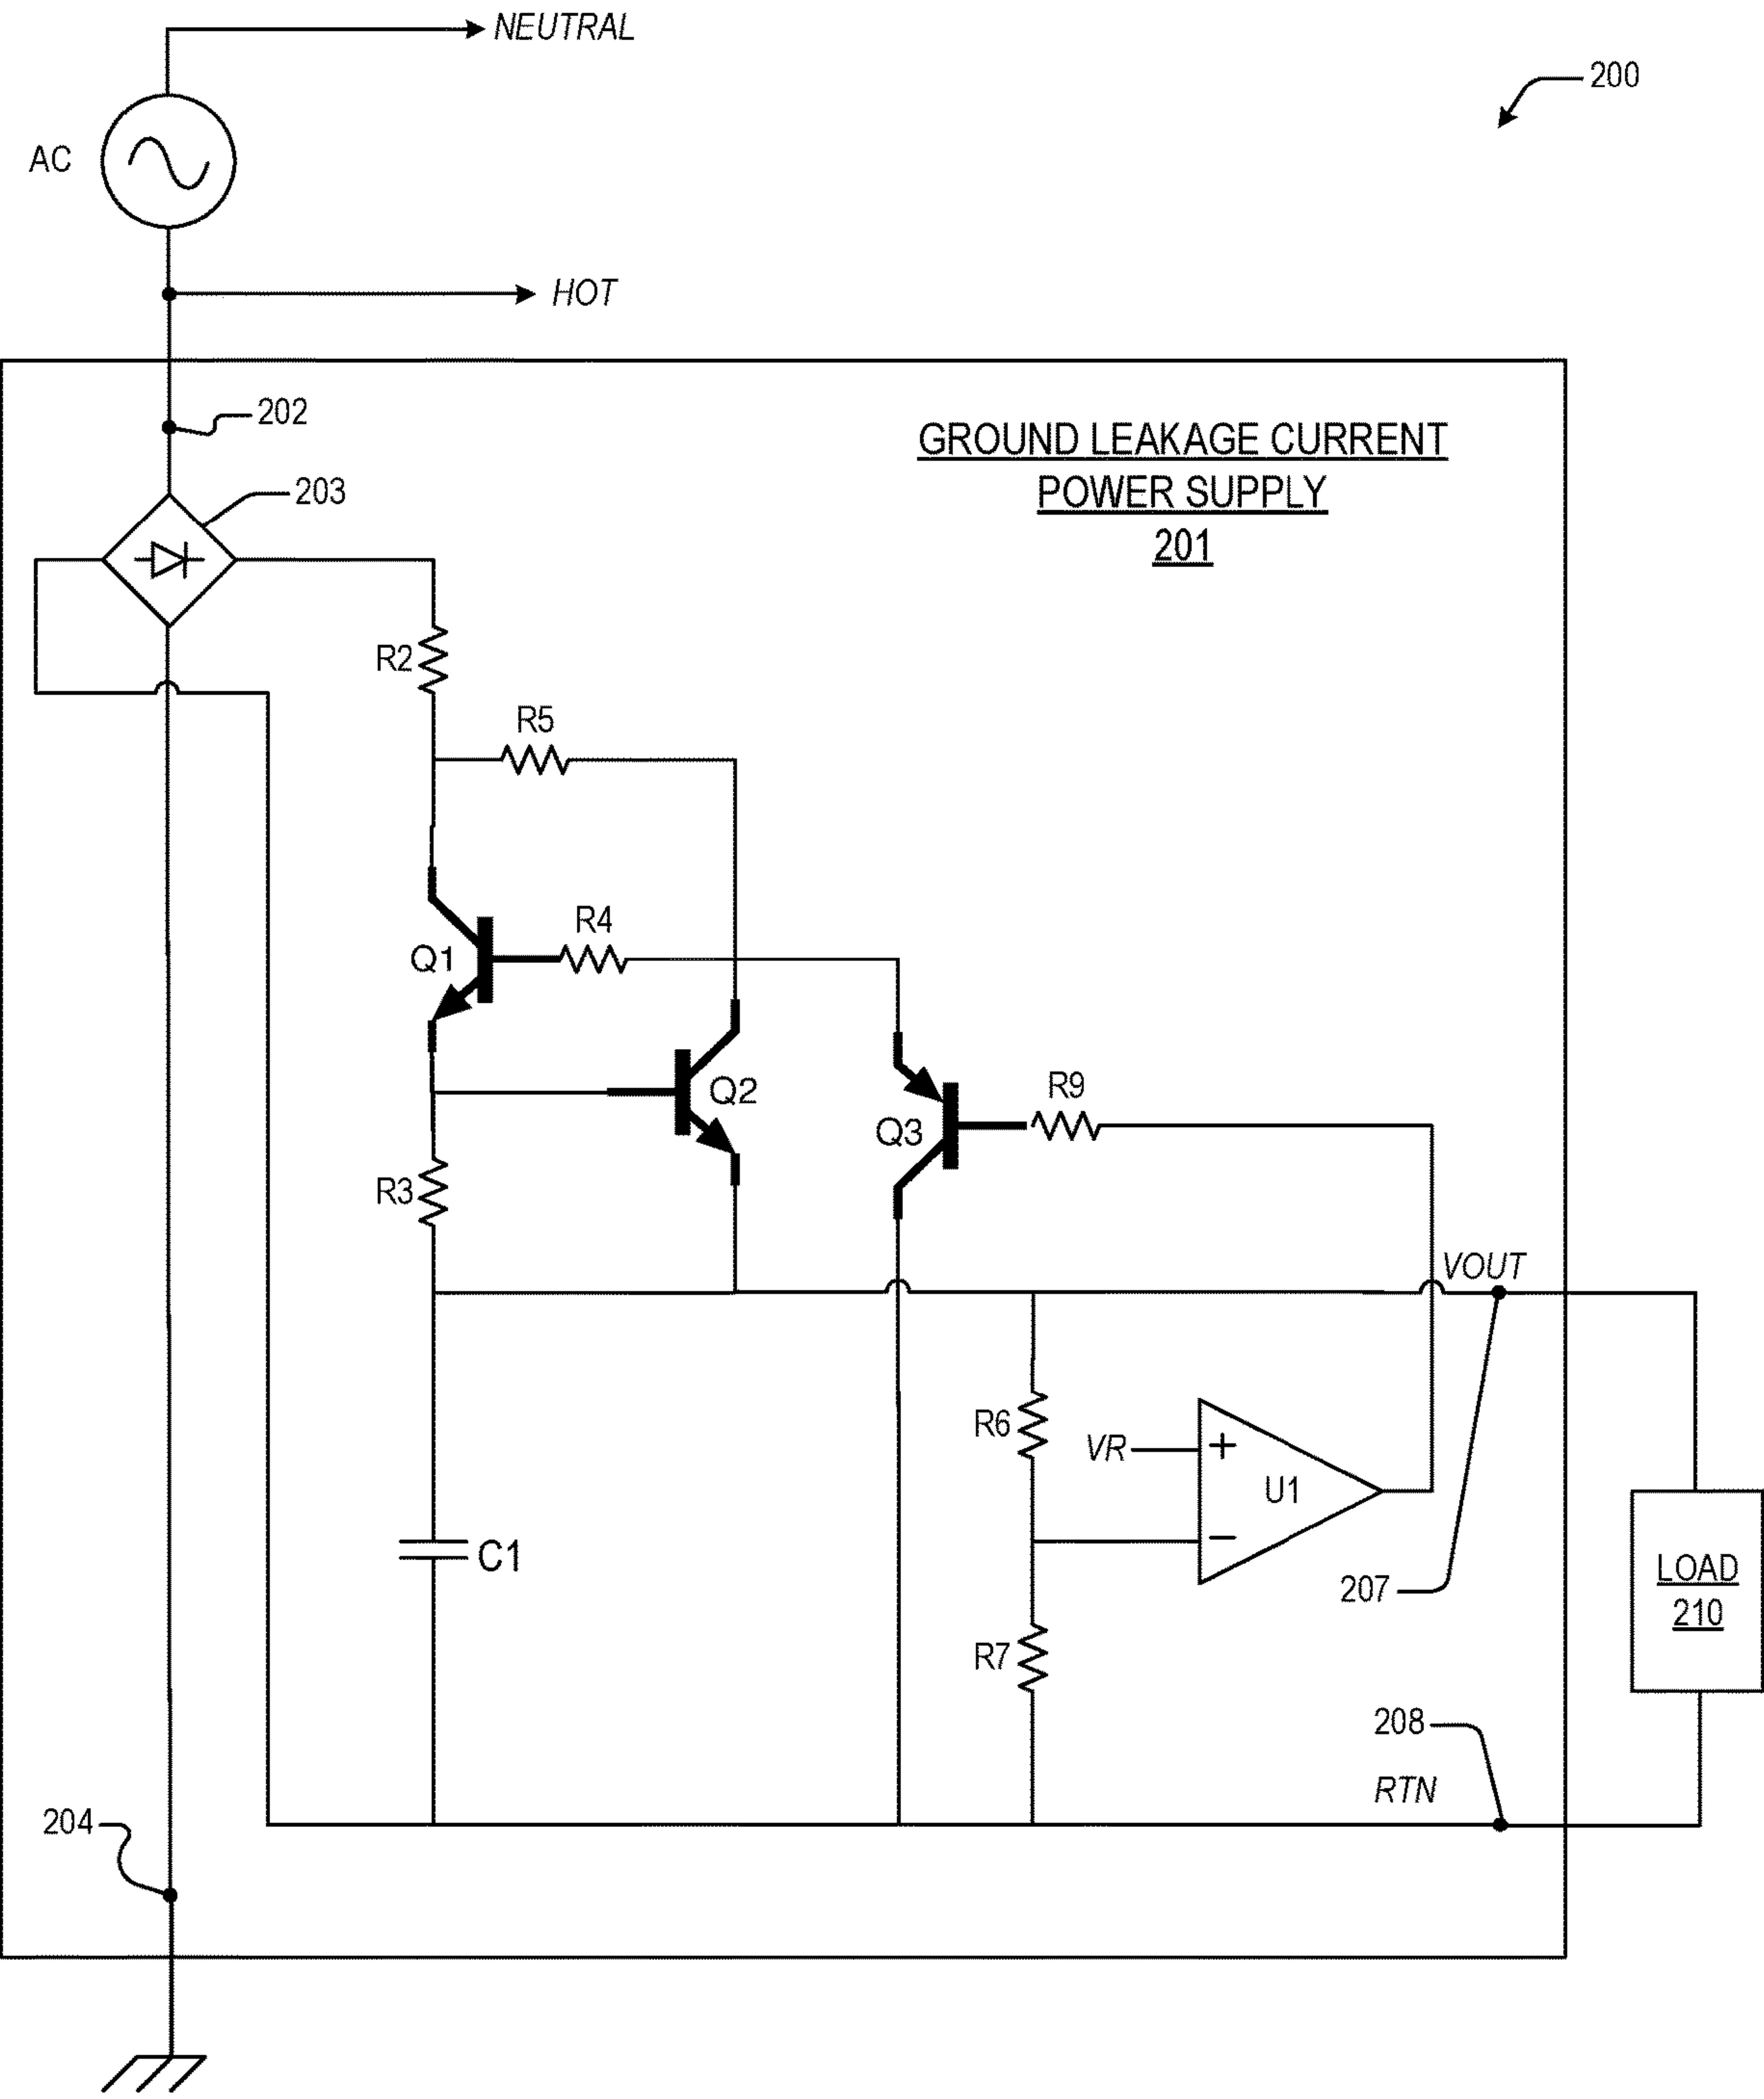 NEUTRAL
200
AC
HOT
202
GROUND LEAKAGE CURRENT
POWER SUPPLY
201
203
R2
R5
R4
Q1
Q2
R9
Q3
R3
VOUT
R6
VR
+
U1
−
C1
207
LOAD
210
R7
208
RTN
204